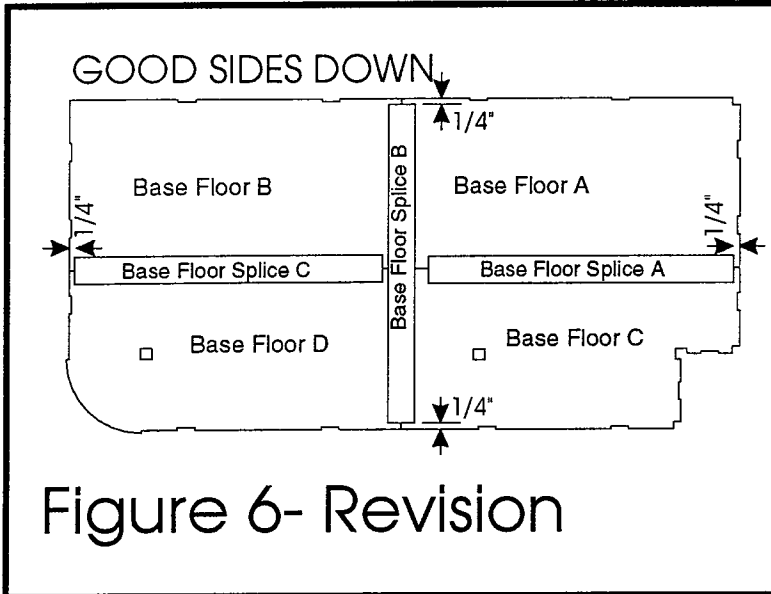 GOOD SIDES DOWN
1/4"
Base Floor B
Base Floor Splice B
Base Floor A
1/4"
1/4"
Base Floor Splice C
Base Floor Splice A
Base Floor D
Base Floor C
1/4"
Figure 6- Revision